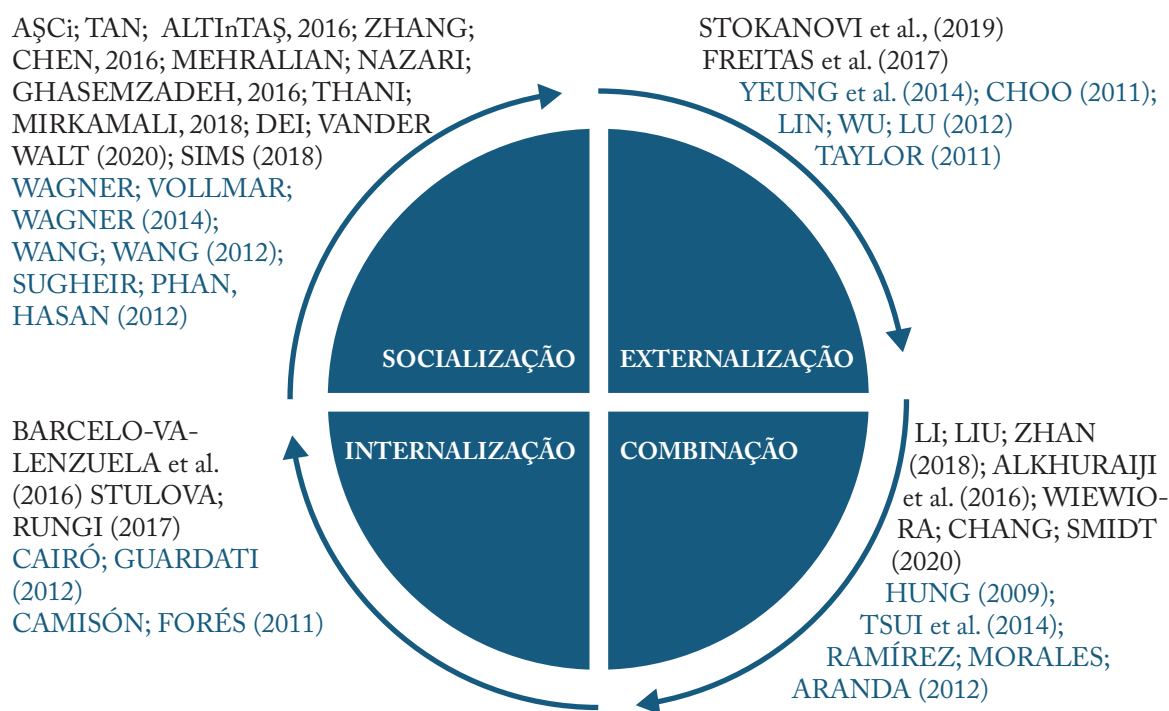 AŞCi; TAN; ALTInTAŞ, 2016; ZHANG;
CHEN, 2016; MEHRALIAN; NAZARI;
GHASEMZADEH, 2016; THANI;
MIRKAMALI, 2018; DEI; VANDER
WALT (2020); SIMS (2018)
WAGNER; VOLLMAR;
WAGNER (2014);
WANG; WANG (2012);
SUGHEIR; PHAN,
HASAN (2012)
STOKANOVI et al., (2019)
FREITAS et al. (2017)
YEUNG et al. (2014); CHOO (2011);
LIN; WU; LU (2012)
TAYLOR (2011)
SOCIALIZAÇÃO
EXTERNALIZAÇÃO
INTERNALIZAÇÃO
COMBINAÇÃO
BARCELO-VA-
LENZUELA et al.
(2016) STULOVA;
RUNGI (2017)
CAIRÓ; GUARDATI
(2012)
CAMISÓN; FORÉS (2011)
LI; LIU; ZHAN
(2018); ALKHURAIJI
et al. (2016); WIEWIO-
RA; CHANG; SMIDT
(2020)
HUNG (2009);
TSUI et al. (2014);
RAMÍREZ; MORALES;
ARANDA (2012)